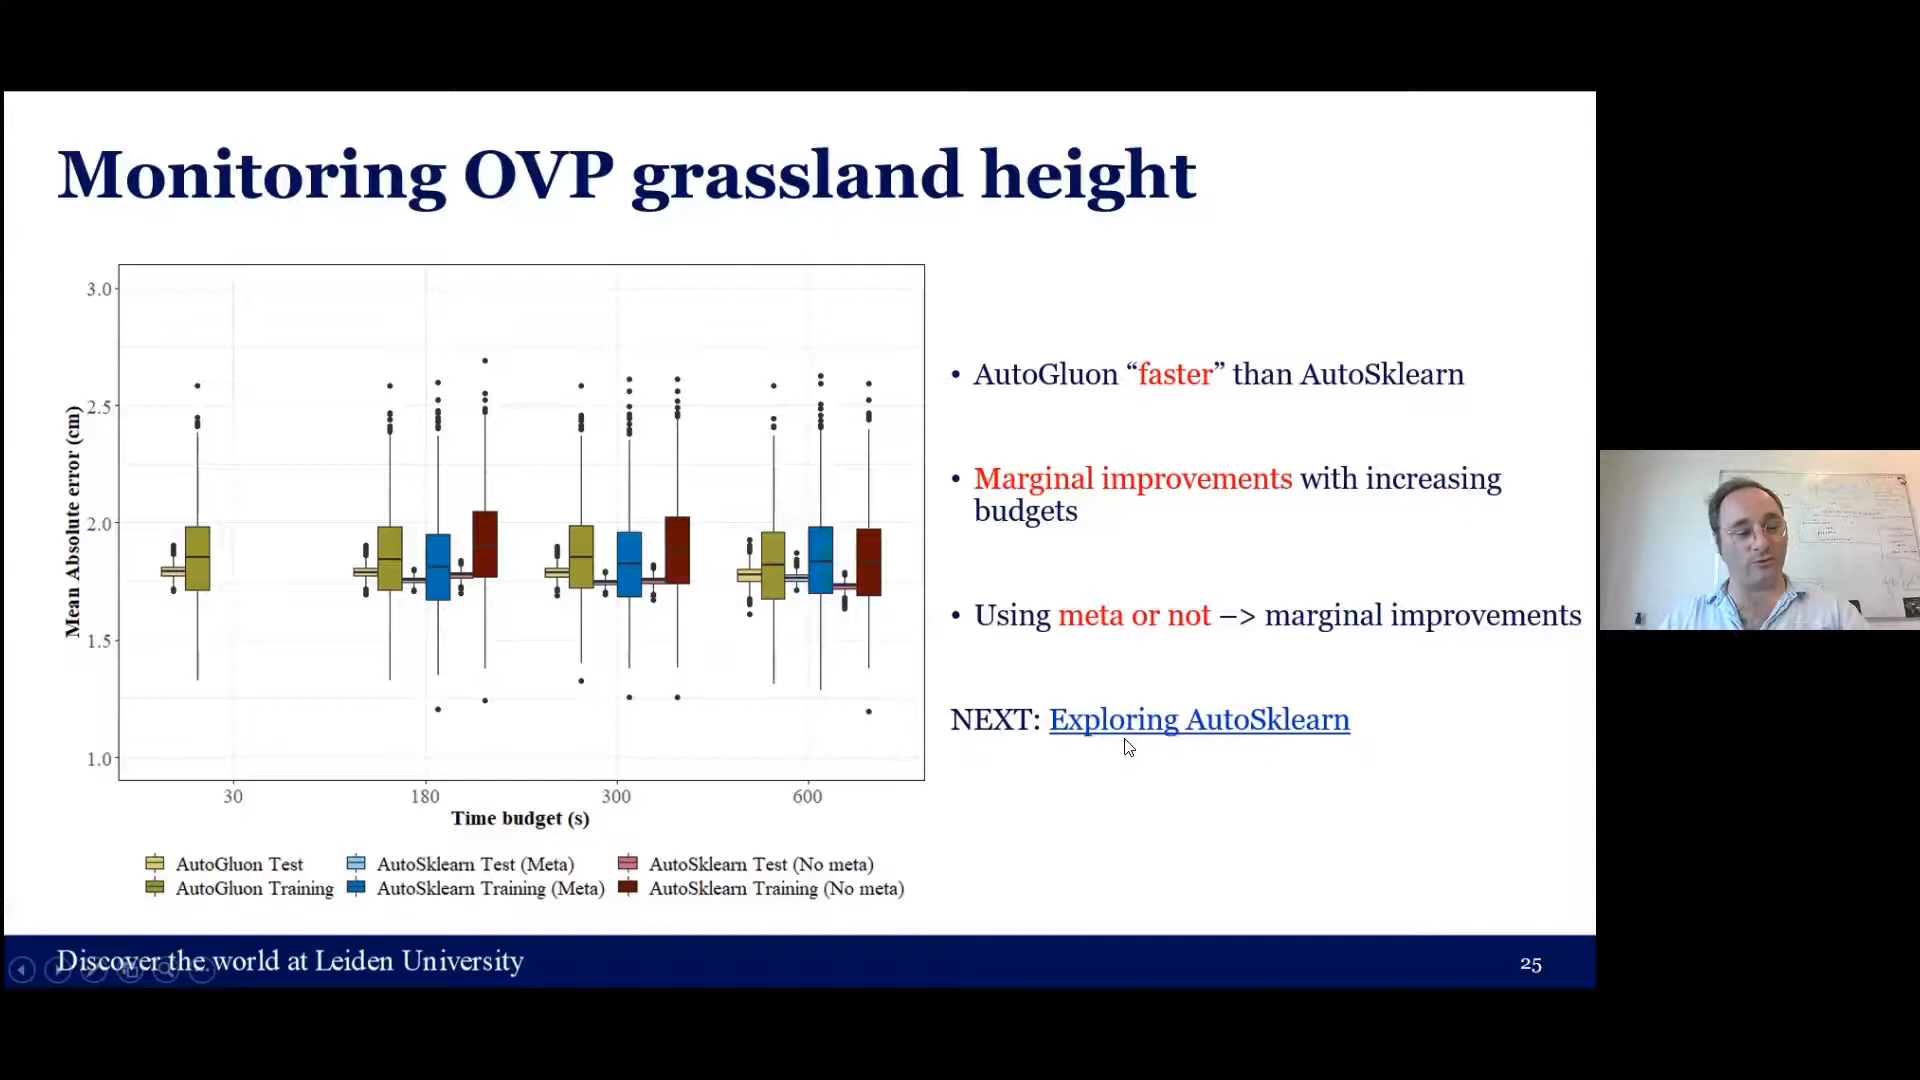 Monitoring OVP grassland height
3.0
2.5
2.0
1.5
1.0
Mean Absolute error (cm)
30 180 300 600
Time budget (s)
AutoGluon Test AutoSklearn Test (Meta) AutoSklearn Test (No meta)
AutoGluon Training AutoSklearn Training (Meta) AutoSklearn Training (No meta)
• AutoGluon “faster” than AutoSklearn
• Marginal improvements with increasing
budgets
• Using meta or not –> marginal improvements
NEXT: Exploring AutoSklearn
Discover the world at Leiden University
25